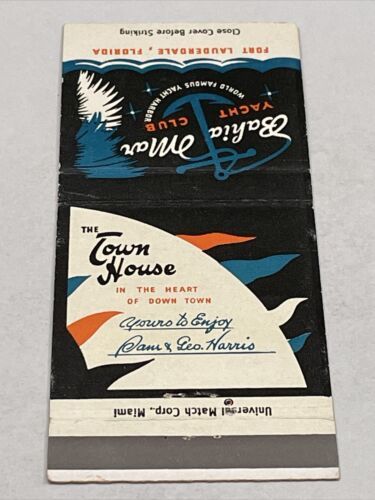 Close Cover Before Striking
FORT LAUDERDALE, FLORIDA
Bahia Mar
YACHT
CLUB
WORLD FAMOUS YACHT HARBOR
THE
Town
House
IN THE HEART
OF DOWN TOWN
Yours to Enjoy
Pam & Geo. Harris
Universal Match Corp., Miami